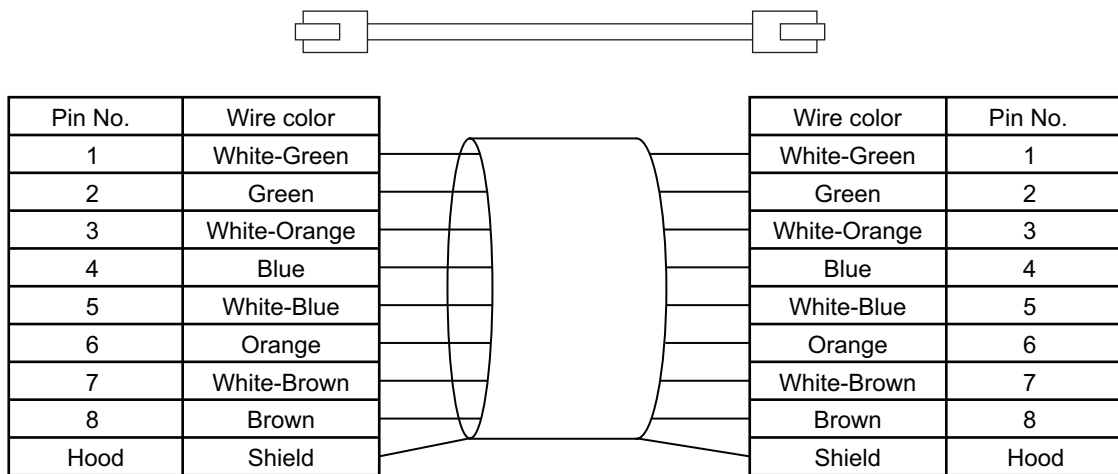 Pin No. Wire color Wire color Pin No.
1 White-Green White-Green 1
2 Green Green 2
3 White-Orange White-Orange 3
4 Blue Blue 4
5 White-Blue White-Blue 5
6 Orange Orange 6
7 White-Brown White-Brown 7
8 Brown Brown 8
Hood Shield Shield Hood